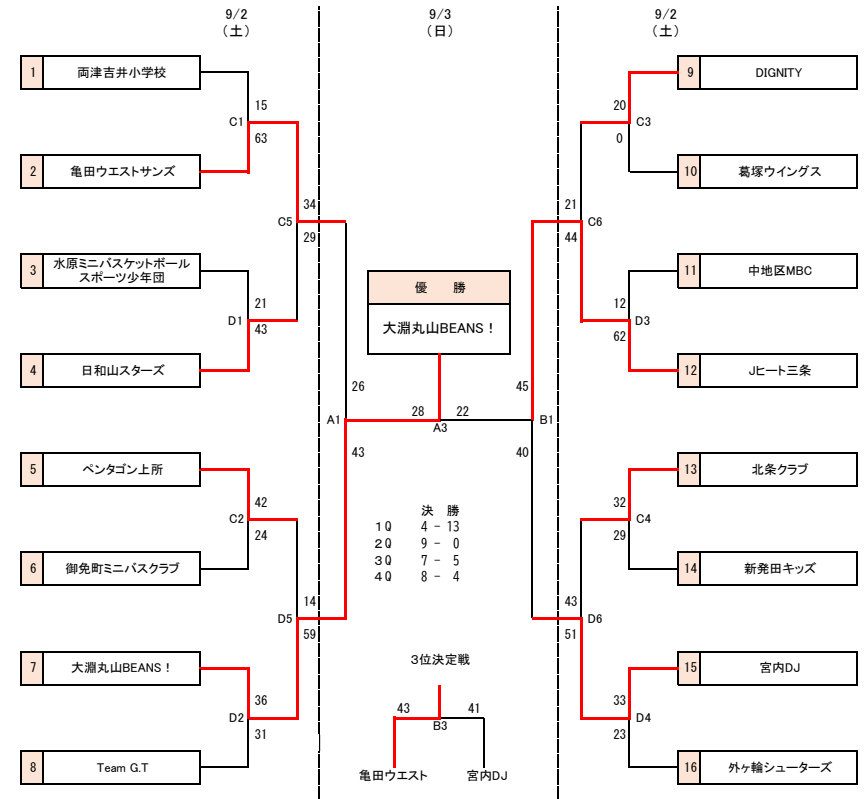 9/2
(土)
9/3
(日)
9/2
(土)
1 両津吉井小学校
15
C1
63
2 亀田ウエストサンズ
34
C5
29
3 水原ミニバスケットボール
スポーツ少年団
21
D1
43
4 日和山スターズ
26
A1
43
5 ペンタゴン上所
42
C2
24
6 御免町ミニバスクラブ
14
D5
59
7 大淵丸山BEANS!
36
D2
31
8 Team G.T
優 勝
大淵丸山BEANS!
28 22
A3
決 勝
1Q 4 - 13
2Q 9 - 0
3Q 7 - 5
4Q 8 - 4
3位決定戦
43 41
B3
亀田ウエスト 宮内DJ
9 DIGNITY
20
C3
0
10 葛塚ウイングス
21
C6
44
11 中地区MBC
12
D3
62
12 Jヒート三条
45
B1
40
13 北条クラブ
32
C4
29
14 新発田キッズ
43
D6
51
15 宮内DJ
33
D4
23
16 外ヶ輪シューターズ